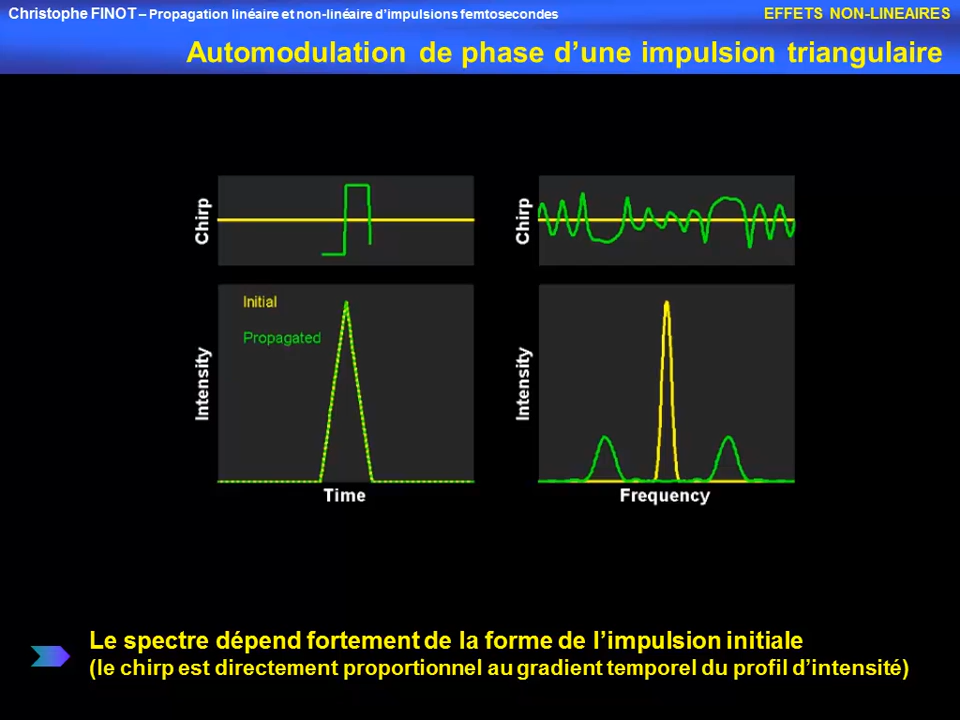 Christophe FINOT – Propagation linéaire et non-linéaire d’impulsions femtosecondes
EFFETS NON-LINEAIRES
Automodulation de phase d’une impulsion triangulaire
Chirp
Chirp
Intensity
Initial
Propagated
Intensity
Time
Frequency
Le spectre dépend fortement de la forme de l’impulsion initiale
(le chirp est directement proportionnel au gradient temporel du profil d’intensité)